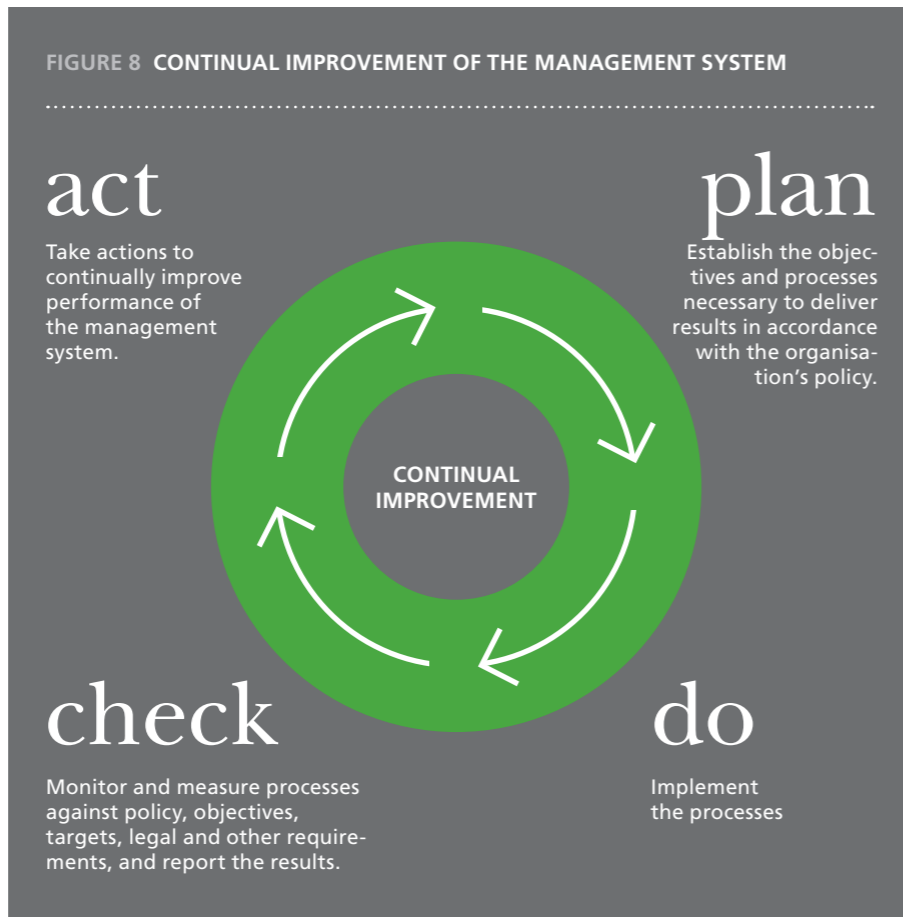 FIGURE 8 CONTINUAL IMPROVEMENT OF THE MANAGEMENT SYSTEM
act
Take actions to
continually improve
performance of
the management
system.
plan
Establish the objec-
tives and processes
necessary to deliver
results in accordance
with the organisa-
tion’s policy.
CONTINUAL
IMPROVEMENT
check
Monitor and measure processes
against policy, objectives,
targets, legal and other require-
ments, and report the results.
do
Implement
the processes